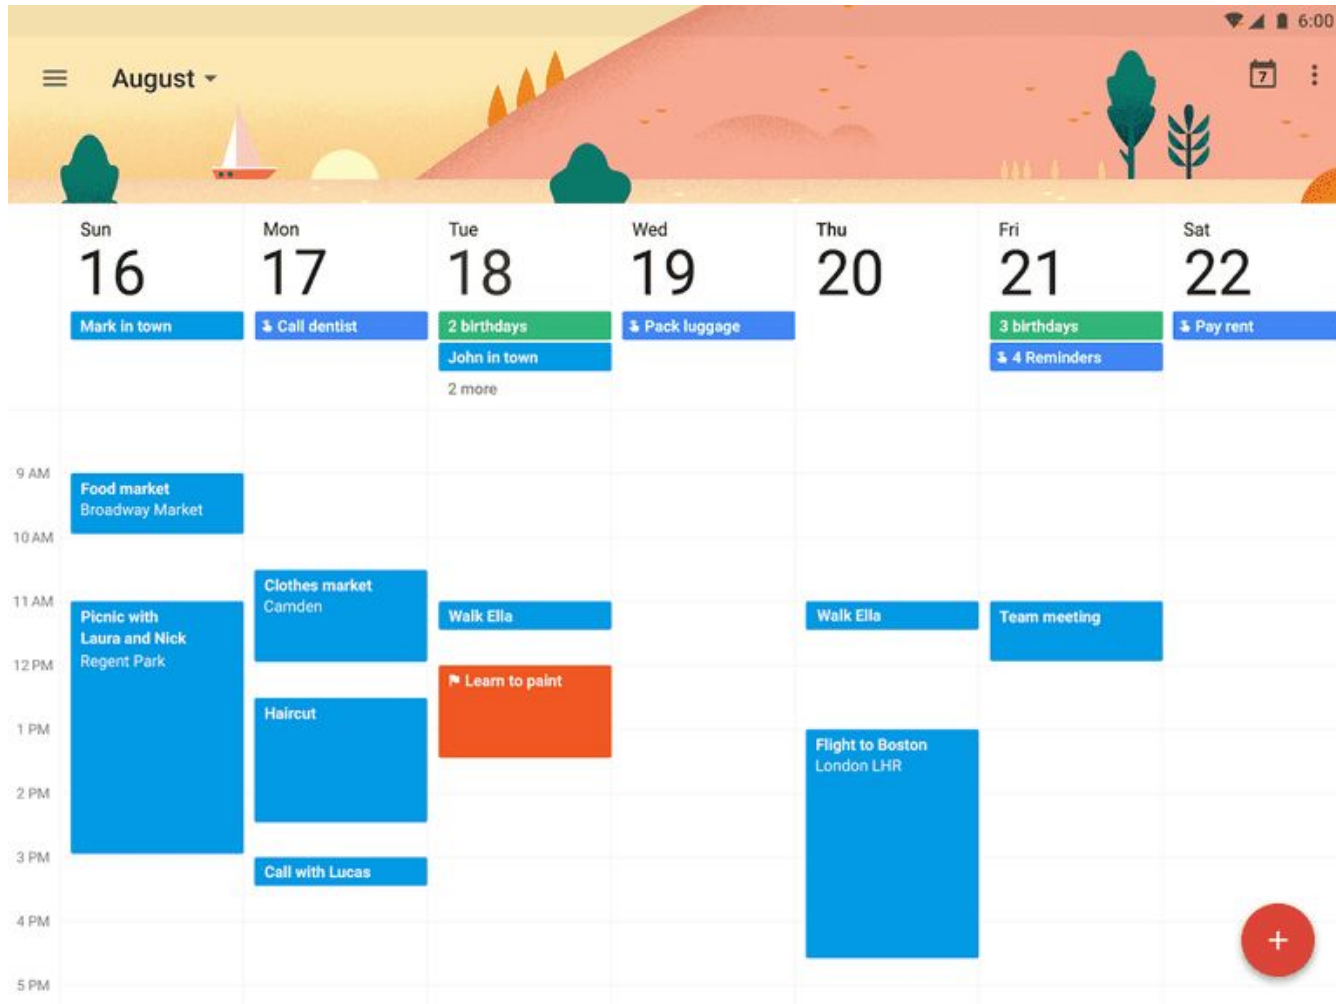 6:00
August
7
Sun
16
Mon
17
Tue
18
Wed
19
Thu
20
Fri
21
Sat
22
Mark in town
Call dentist
2 birthdays
John in town
2 more
Pack luggage
3 birthdays
4 Reminders
Pay rent
9 AM
10 AM
11 AM
12 PM
1 PM
2 PM
3 PM
4 PM
5 PM
Food market
Broadway Market
Picnic with
Laura and Nick
Regent Park
Clothes market
Camden
Haircut
Call with Lucas
Walk Ella
Learn to paint
Walk Ella
Flight to Boston
London LHR
Team meeting
+